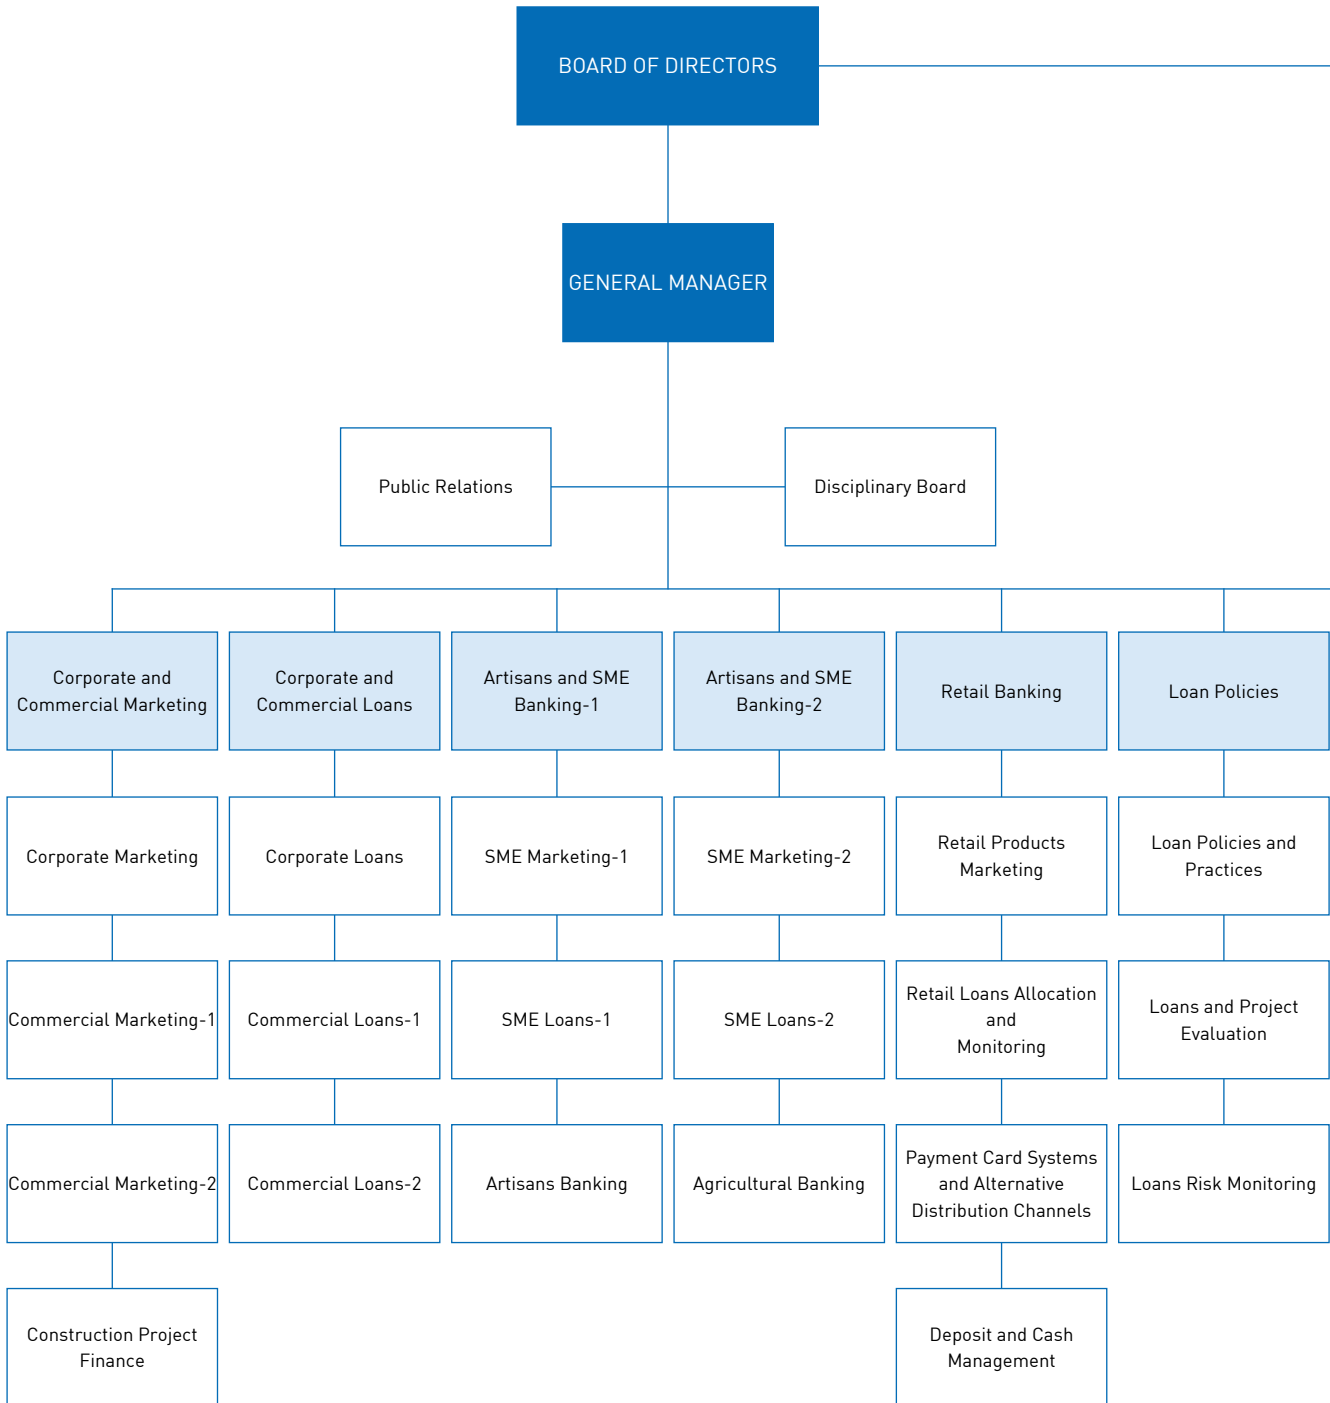 BOARD OF DIRECTORS
GENERAL MANAGER
Public Relations
Disciplinary Board
Corporate and
Commercial Marketing
Corporate and
Commercial Loans
Artisans and SME
Banking-1
Artisans and SME
Banking-2
Retail Banking
Loan Policies
Corporate Marketing
Corporate Loans
SME Marketing-1
SME Marketing-2
Retail Products
Marketing
Loan Policies and
Practices
Commercial Marketing-1
Commercial Loans-1
SME Loans-1
SME Loans-2
Retail Loans Allocation
and
Monitoring
Loans and Project
Evaluation
Commercial Marketing-2
Commercial Loans-2
Artisans Banking
Agricultural Banking
Payment Card Systems
and Alternative
Distribution Channels
Loans Risk Monitoring
Construction Project
Finance
Deposit and Cash
Management